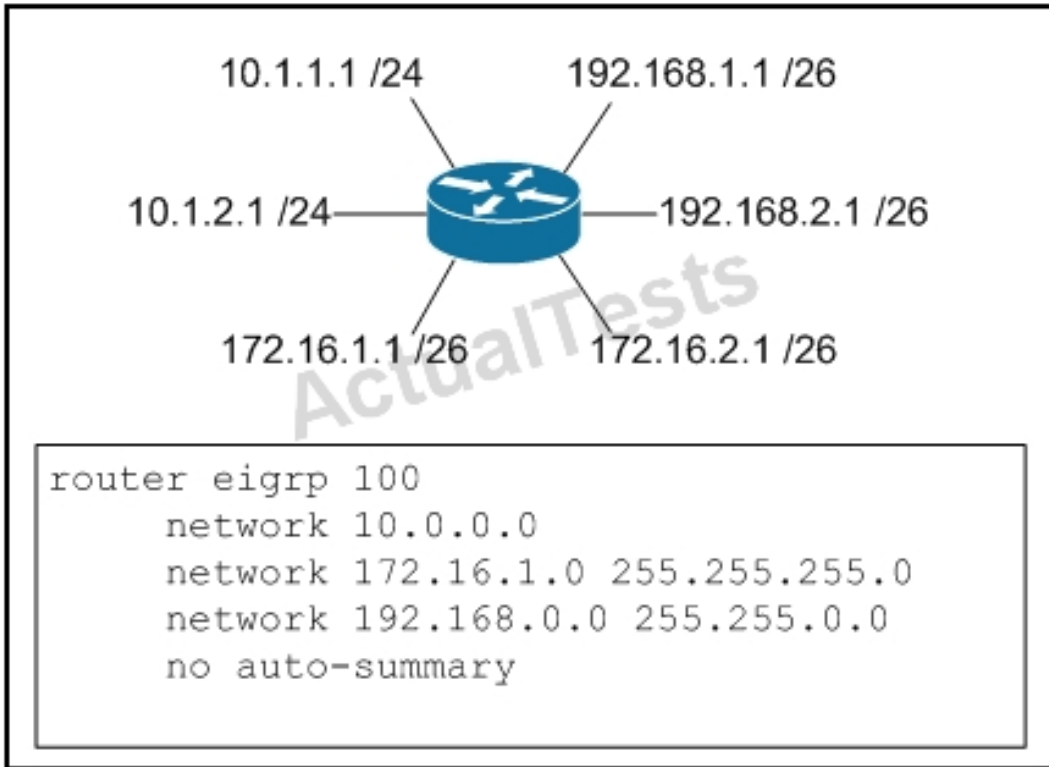 10.1.1.1 /24
192.168.1.1 /26
10.1.2.1 /24
192.168.2.1 /26
172.16.1.1 /26
172.16.2.1 /26
ActualTests
router eigrp 100
network 10.0.0.0
network 172.16.1.0 255.255.255.0
network 192.168.0.0 255.255.0.0
no auto-summary